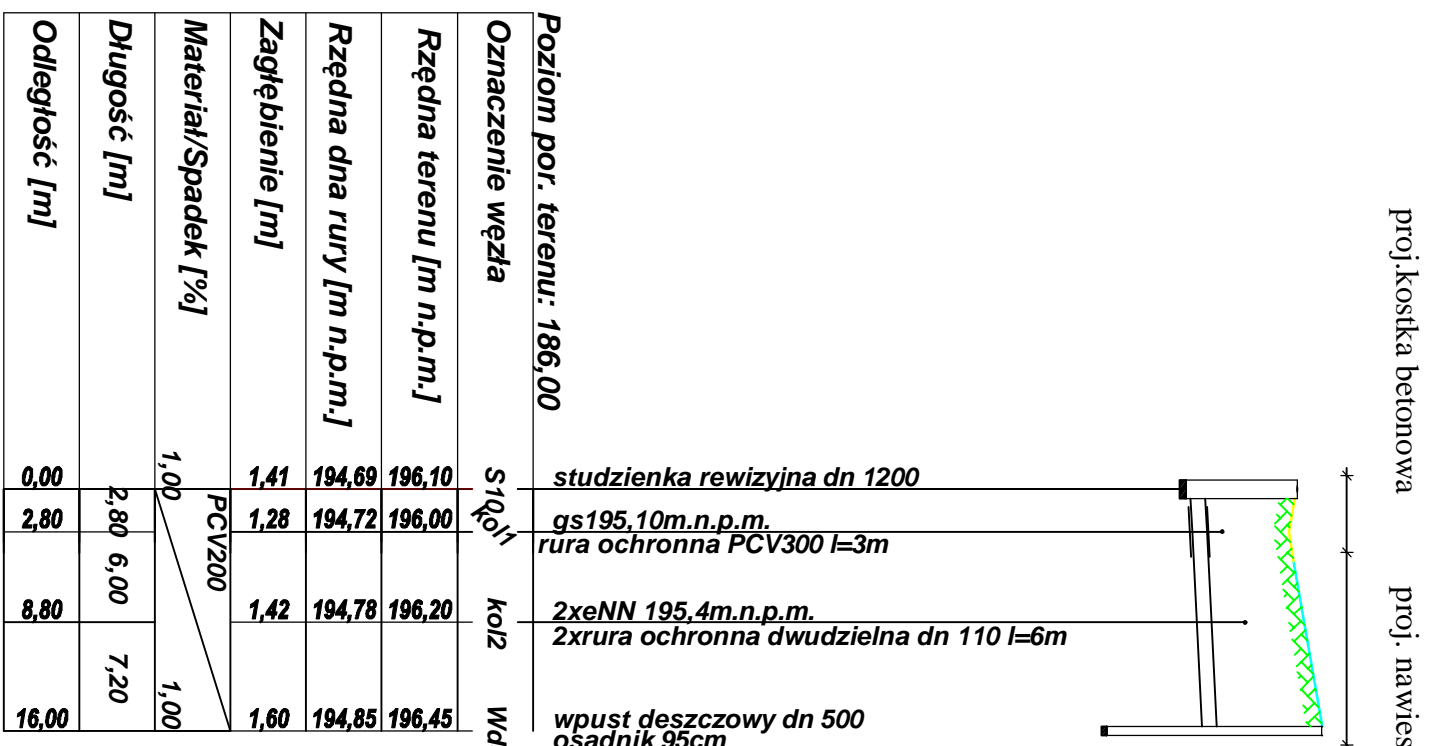 proj.kostka betonowa
proj. nawies
Poziom por. terenu: 186,00
studzienka rewizyjna dn 1200
gs195,10m.n.p.m.
rura ochronna PCV300 l=3m
2xeNN 195,4m.n.p.m.
2xrura ochronna dwudzielna dn 110 l=6m
wpust deszczowy dn 500
osadnik 95cm
Oznaczenie węzła S10 kol1 kol2 Wd
Rzędna terenu [m n.p.m.] 196,10 196,00 196,20 196,45
Rzędna dna rury [m n.p.m.] 194,69 194,72 194,78 194,85
Zagłębienie [m] 1,41 1,28 1,42 1,60
Materiał/Spadek [%] 1,00 PCV200 1,00
Długość [m] 2,80 6,00 7,20
Odległość [m] 0,00 2,80 8,80 16,00